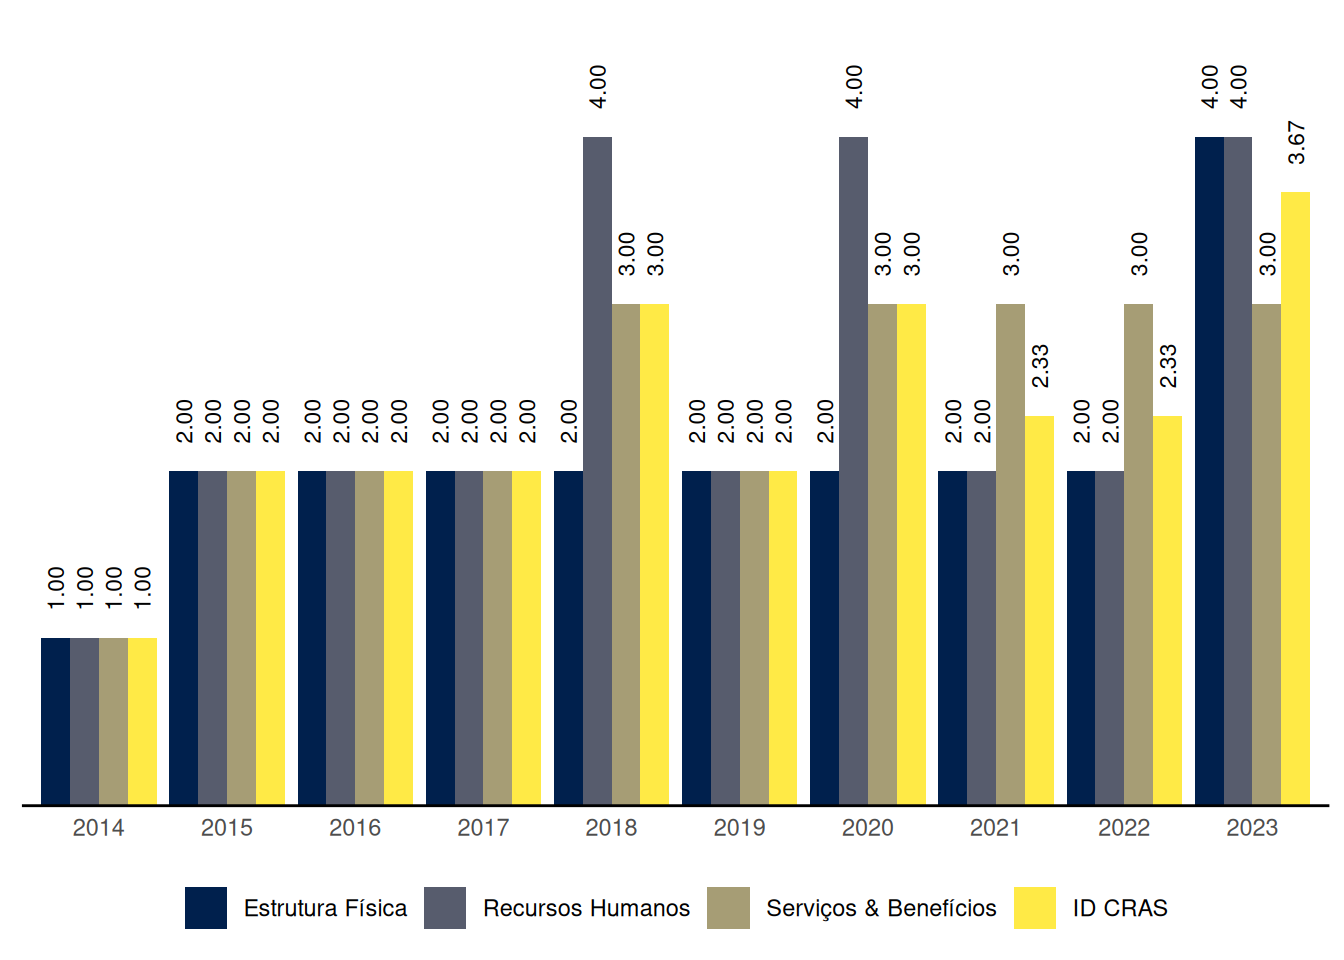 4.00 4.00 4.00 4.00
3.67
3.00 3.00 3.00 3.00 3.00 3.00 3.00
2.33 2.33
2.00 2.00 2.00 2.00 2.00 2.00 2.00 2.00 2.00 2.00 2.00 2.00 2.00 2.00 2.00 2.00 2.00 2.00 2.00 2.00 2.00 2.00
1.00 1.00 1.00 1.00
2014 2015 2016 2017 2018 2019 2020 2021 2022 2023
Estrutura Física Recursos Humanos Serviços & Benefícios ID CRAS